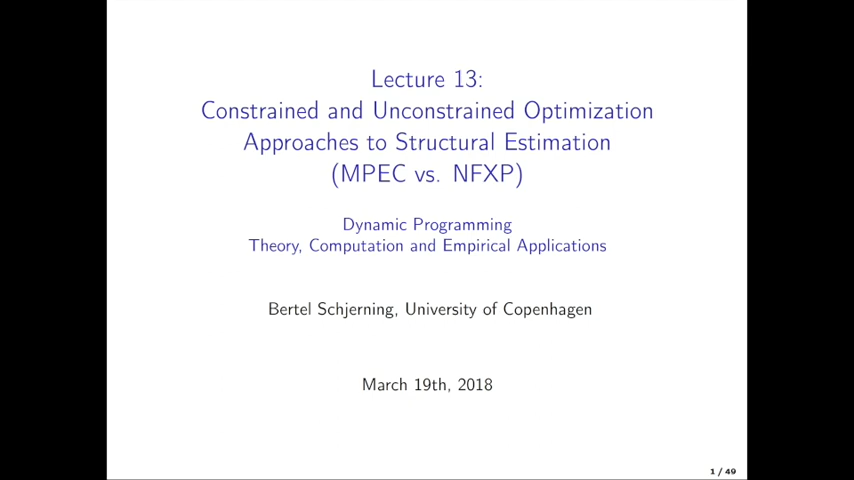 Lecture 13:
Constrained and Unconstrained Optimization
Approaches to Structural Estimation
(MPEC vs. NFXP)
Dynamic Programming
Theory, Computation and Empirical Applications
Bertel Schjerning, University of Copenhagen
March 19th, 2018
1 / 49